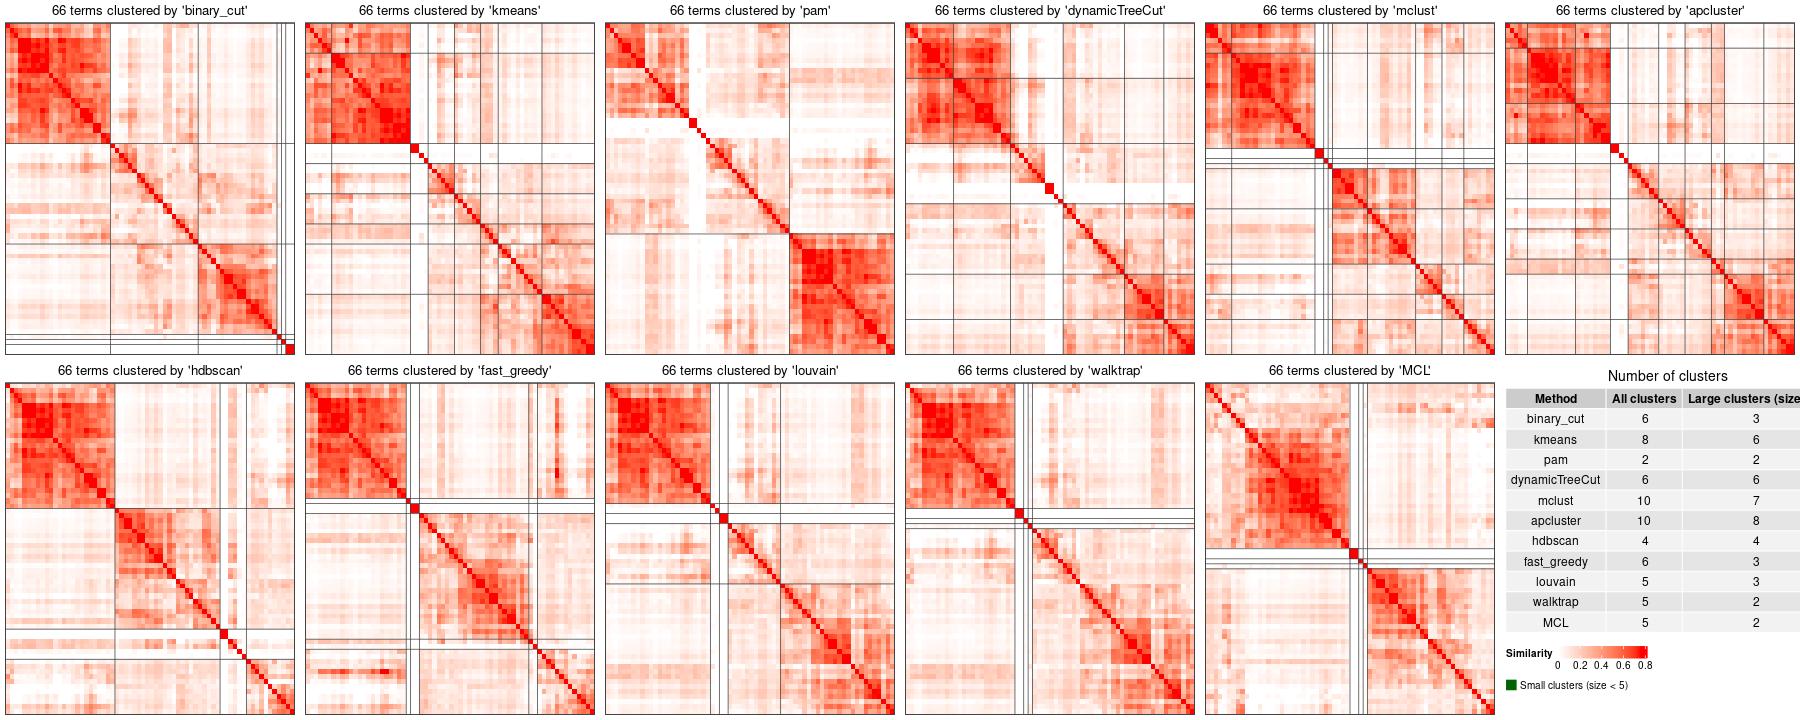 66 terms clustered by 'binary_cut'
66 terms clustered by 'kmeans'
66 terms clustered by 'pam'
66 terms clustered by 'dynamicTreeCut'
66 terms clustered by 'mclust'
66 terms clustered by 'apcluster'
66 terms clustered by 'hdbscan'
66 terms clustered by 'fast_greedy'
66 terms clustered by 'louvain'
66 terms clustered by 'walktrap'
66 terms clustered by 'MCL'
Number of clusters
Method All clusters Large clusters (size
binary_cut 6 3
kmeans 8 6
pam 2 2
dynamicTreeCut 6 6
mclust 10 7
apcluster 10 8
hdbscan 4 4
fast_greedy 6 3
louvain 5 3
walktrap 5 2
MCL 5 2
Similarity
0 0.2 0.4 0.6 0.8
Small clusters (size < 5)